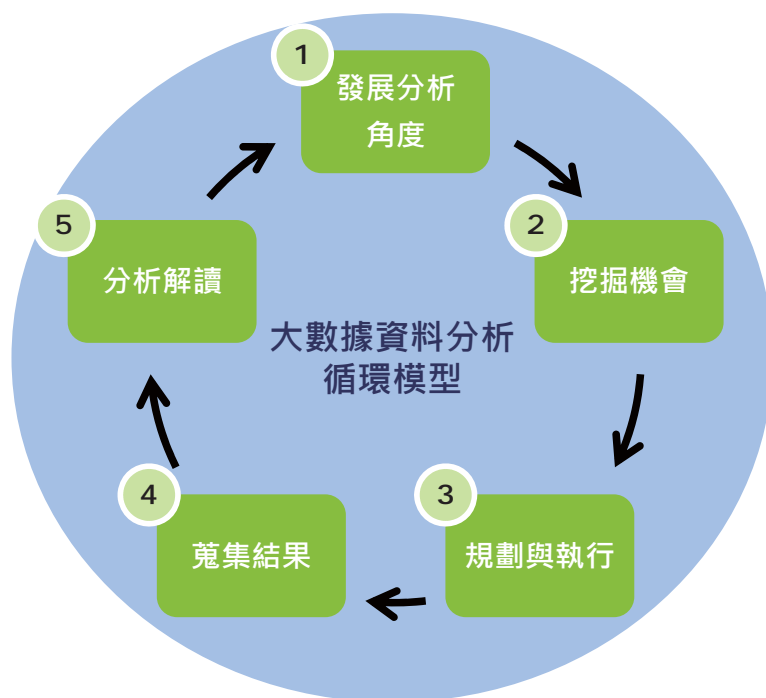 1
發展分析
角度
2
挖掘機會
3
規劃與執行
4
蒐集結果
5
分析解讀
大數據資料分析
循環模型